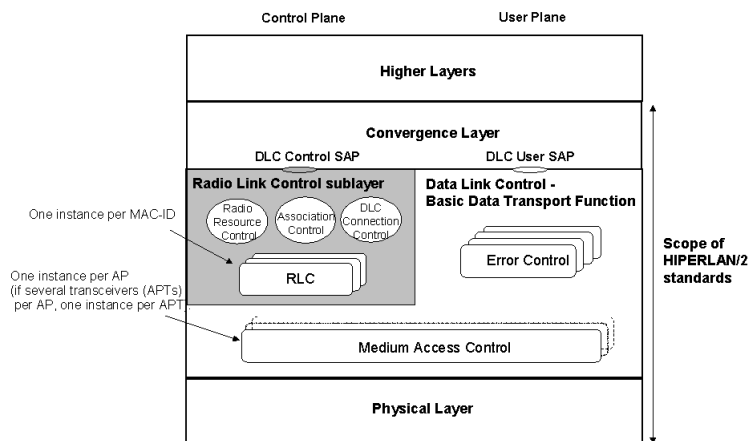 Control Plane
User Plane
Higher Layers
Convergence Layer
DLC Control SAP
DLC User SAP
Radio Link Control sublayer
Radio
Resource
Control
Association
Control
DLC
Connection
Control
RLC
Data Link Control -
Basic Data Transport Function
Error Control
One instance per MAC-ID
One instance per AP
(if several transceivers (APTs)
per AP, one instance per APT
Medium Access Control
Physical Layer
Scope of
HIPERLAN/2
standards